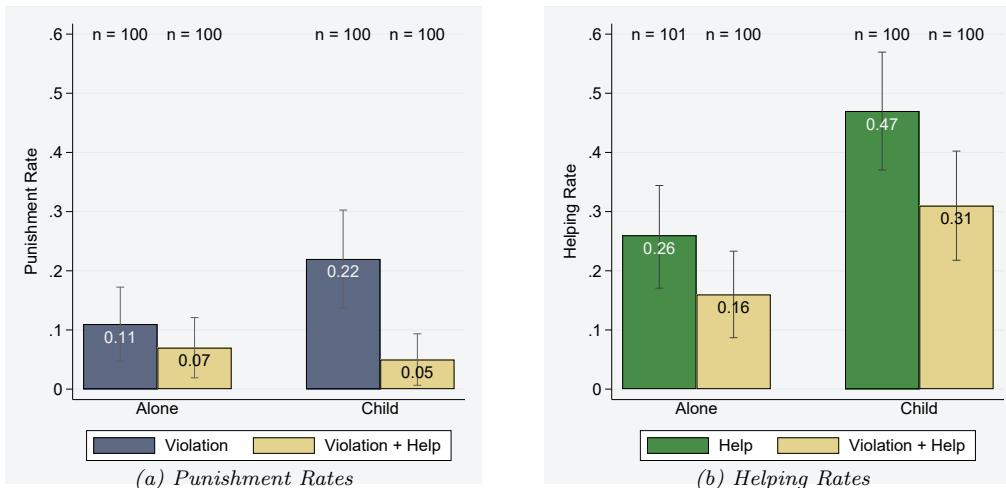 .6
n = 100 n = 100 n = 100 n = 100
.5
.4
.3
.2
.1
0
Punishment Rate
0.11
0.07
0.22
0.05
Alone Child
Violation Violation + Help
(a) Punishment Rates
.6
n = 101 n = 100 n = 100 n = 100
.5
.4
.3
.2
.1
0
Helping Rate
0.26
0.16
0.47
0.31
Alone Child
Help Violation + Help
(b) Helping Rates